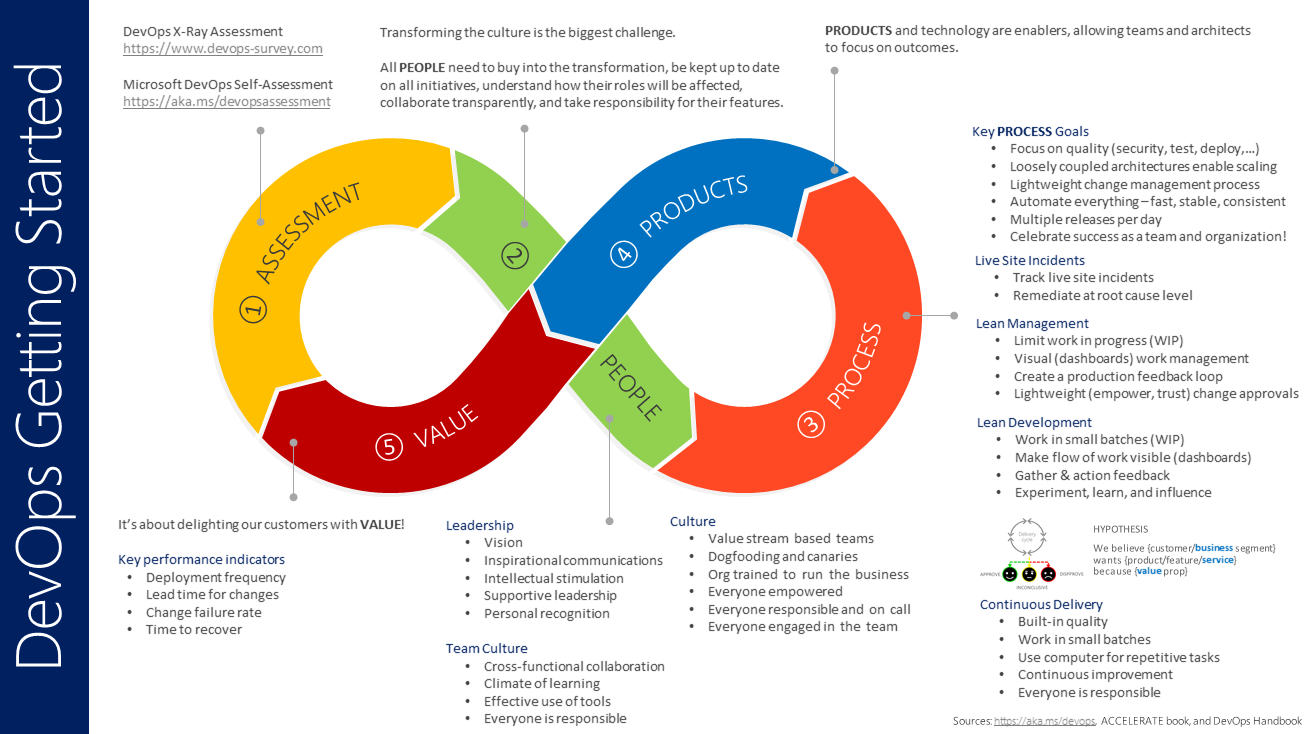 DevOps Getting Started
DevOps X-Ray Assessment
https://www.devops-survey.com
Microsoft DevOps Self-Assessment
https://aka.ms/devopsassessment
Transforming the culture is the biggest challenge.
All PEOPLE need to buy into the transformation, be kept up to date
on all initiatives, understand how their roles will be affected,
collaborate transparently, and take responsibility for their features.
PRODUCTS and technology are enablers, allowing teams and architects
to focus on outcomes.
① ASSESSMENT
②
PEOPLE
③ PROCESS
④ PRODUCTS
⑤ VALUE
Key PROCESS Goals
• Focus on quality (security, test, deploy,…)
• Loosely coupled architectures enable scaling
• Lightweight change management process
• Automate everything – fast, stable, consistent
• Multiple releases per day
• Celebrate success as a team and organization!
Live Site Incidents
• Track live site incidents
• Remediate at root cause level
Lean Management
• Limit work in progress (WIP)
• Visual (dashboards) work management
• Create a production feedback loop
• Lightweight (empower, trust) change approvals
Lean Development
• Work in small batches (WIP)
• Make flow of work visible (dashboards)
• Gather & action feedback
• Experiment, learn, and influence
Delivery
cycle
APPROVE
DISPROVE
INCONCLUSIVE
HYPOTHESIS
We believe {customer/business segment}
wants {product/feature/service}
because {value prop}
Continuous Delivery
• Built-in quality
• Work in small batches
• Use computer for repetitive tasks
• Continuous improvement
• Everyone is responsible
It's about delighting our customers with VALUE!
Key performance indicators
• Deployment frequency
• Lead time for changes
• Change failure rate
• Time to recover
Leadership
• Vision
• Inspirational communications
• Intellectual stimulation
• Supportive leadership
• Personal recognition
Team Culture
• Cross-functional collaboration
• Climate of learning
• Effective use of tools
• Everyone is responsible
Culture
• Value stream based teams
• Dogfooding and canaries
• Org trained to run the business
• Everyone empowered
• Everyone responsible and on call
• Everyone engaged in the team
Sources: https://aka.ms/devops, ACCELERATE book, and DevOps Handbook